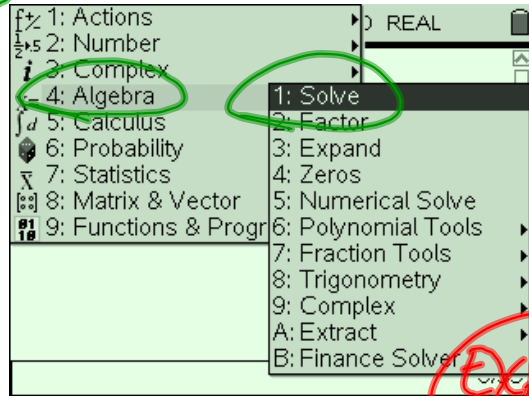 1: Actions
REAL
2: Number
3: Complex
4: Algebra
1: Solve
5: Calculus
2: Factor
6: Probability
3: Expand
7: Statistics
4: Zeros
8: Matrix & Vector
5: Numerical Solve
9: Functions & Progr
6: Polynomial Tools
7: Fraction Tools
8: Trigonometry
9: Complex
A: Extract
B: Finance Solver